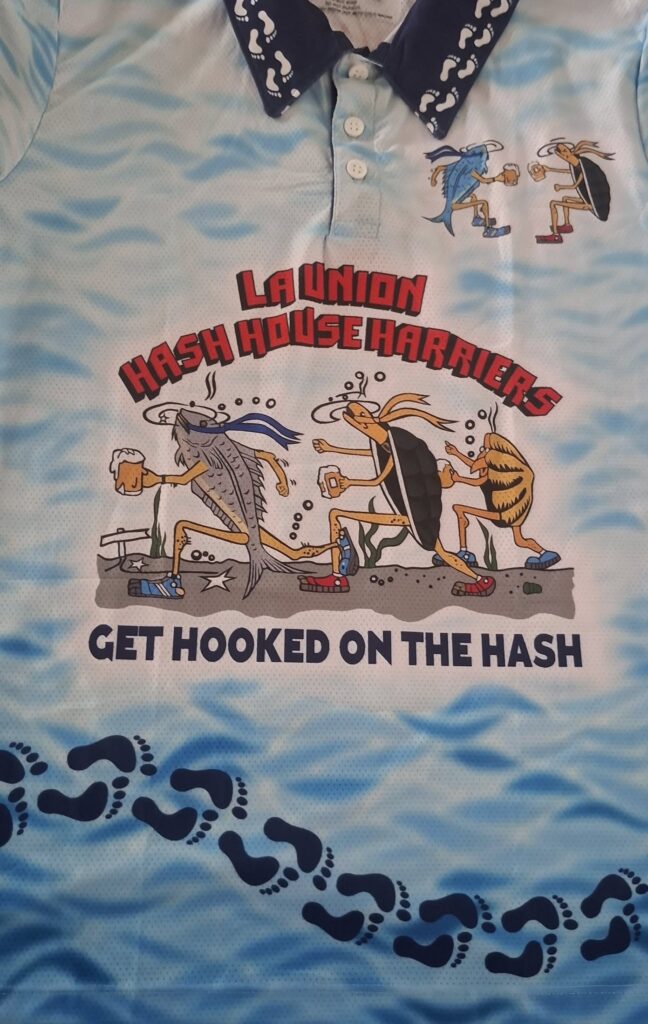 LA UNION
HASH HOUSE HARRIERS
GET HOOKED ON THE HASH